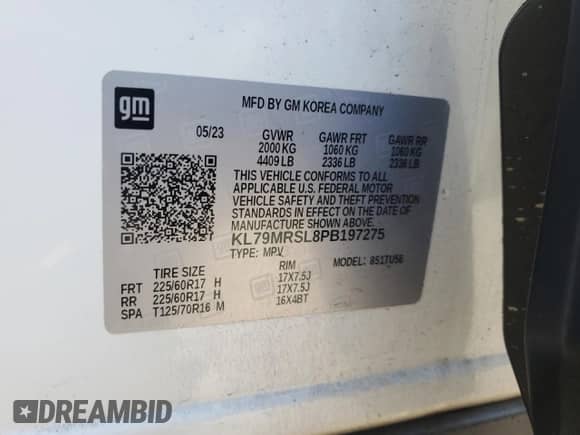 gm
MFD BY GM KOREA COMPANY
05/23 GVWR GAWR FRT GAWR RR
2000 KG 1060 KG 1060 KG
4409 LB 2336 LB 2336 LB
THIS VEHICLE CONFORMS TO ALL
APPLICABLE U.S. FEDERAL MOTOR
VEHICLE SAFETY AND THEFT PREVENTION
STANDARDS IN EFFECT ON THE DATE OF
MANUFACTURE SHOWN ABOVE.
KL79MRSL8PB197275
TYPE: MPV MODEL: 851TU56
TIRE SIZE RIM
FRT 225/60R17 H 17X7.5J
RR 225/60R17 H 17X7.5J
SPA T125/70R16 M 16X4BT
DREAMBID